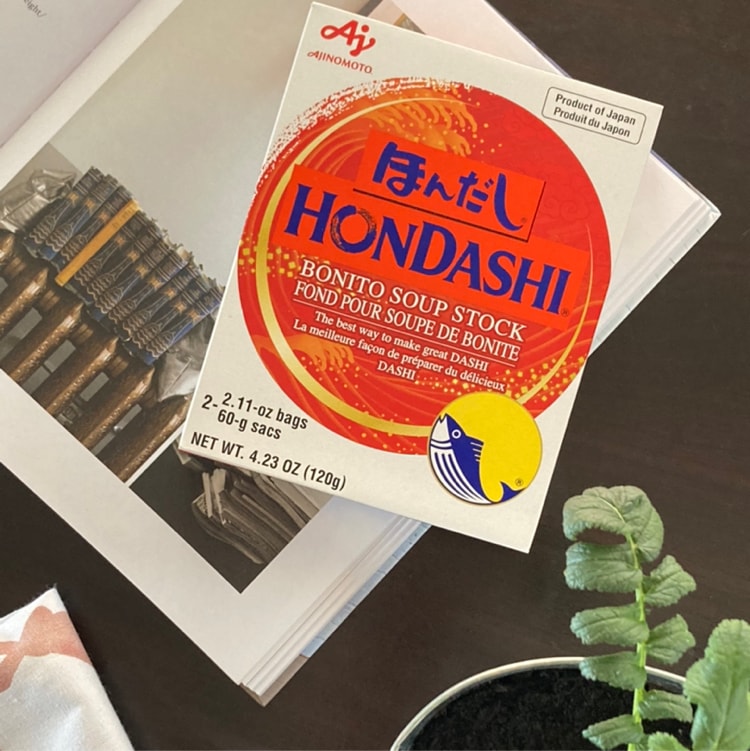 AJINOMOTO®
Product of Japan
Produit du Japon
ほんだし®
HONDASHI®
BONITO SOUP STOCK
FOND POUR SOUPE DE BONITE
The best way to make great DASHI
La meilleure façon de préparer du délicieux
DASHI
2- 2.11-oz bags
60-g sacs
NET WT. 4.23 OZ (120g)
®